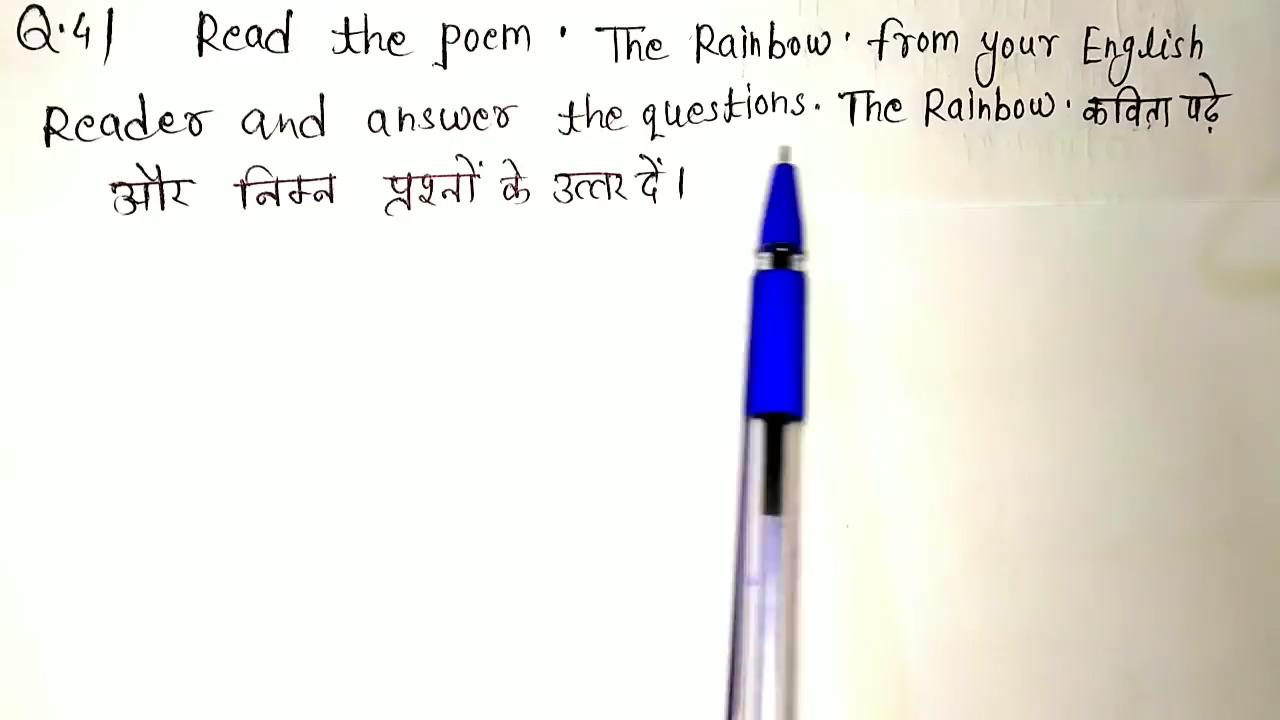 Q.4| Read the poem ' The Rainbow ' from your English
Reader and answer the questions. The Rainbow ' कविता पढ़े
और निम्न प्रश्नों के उत्तर दें।